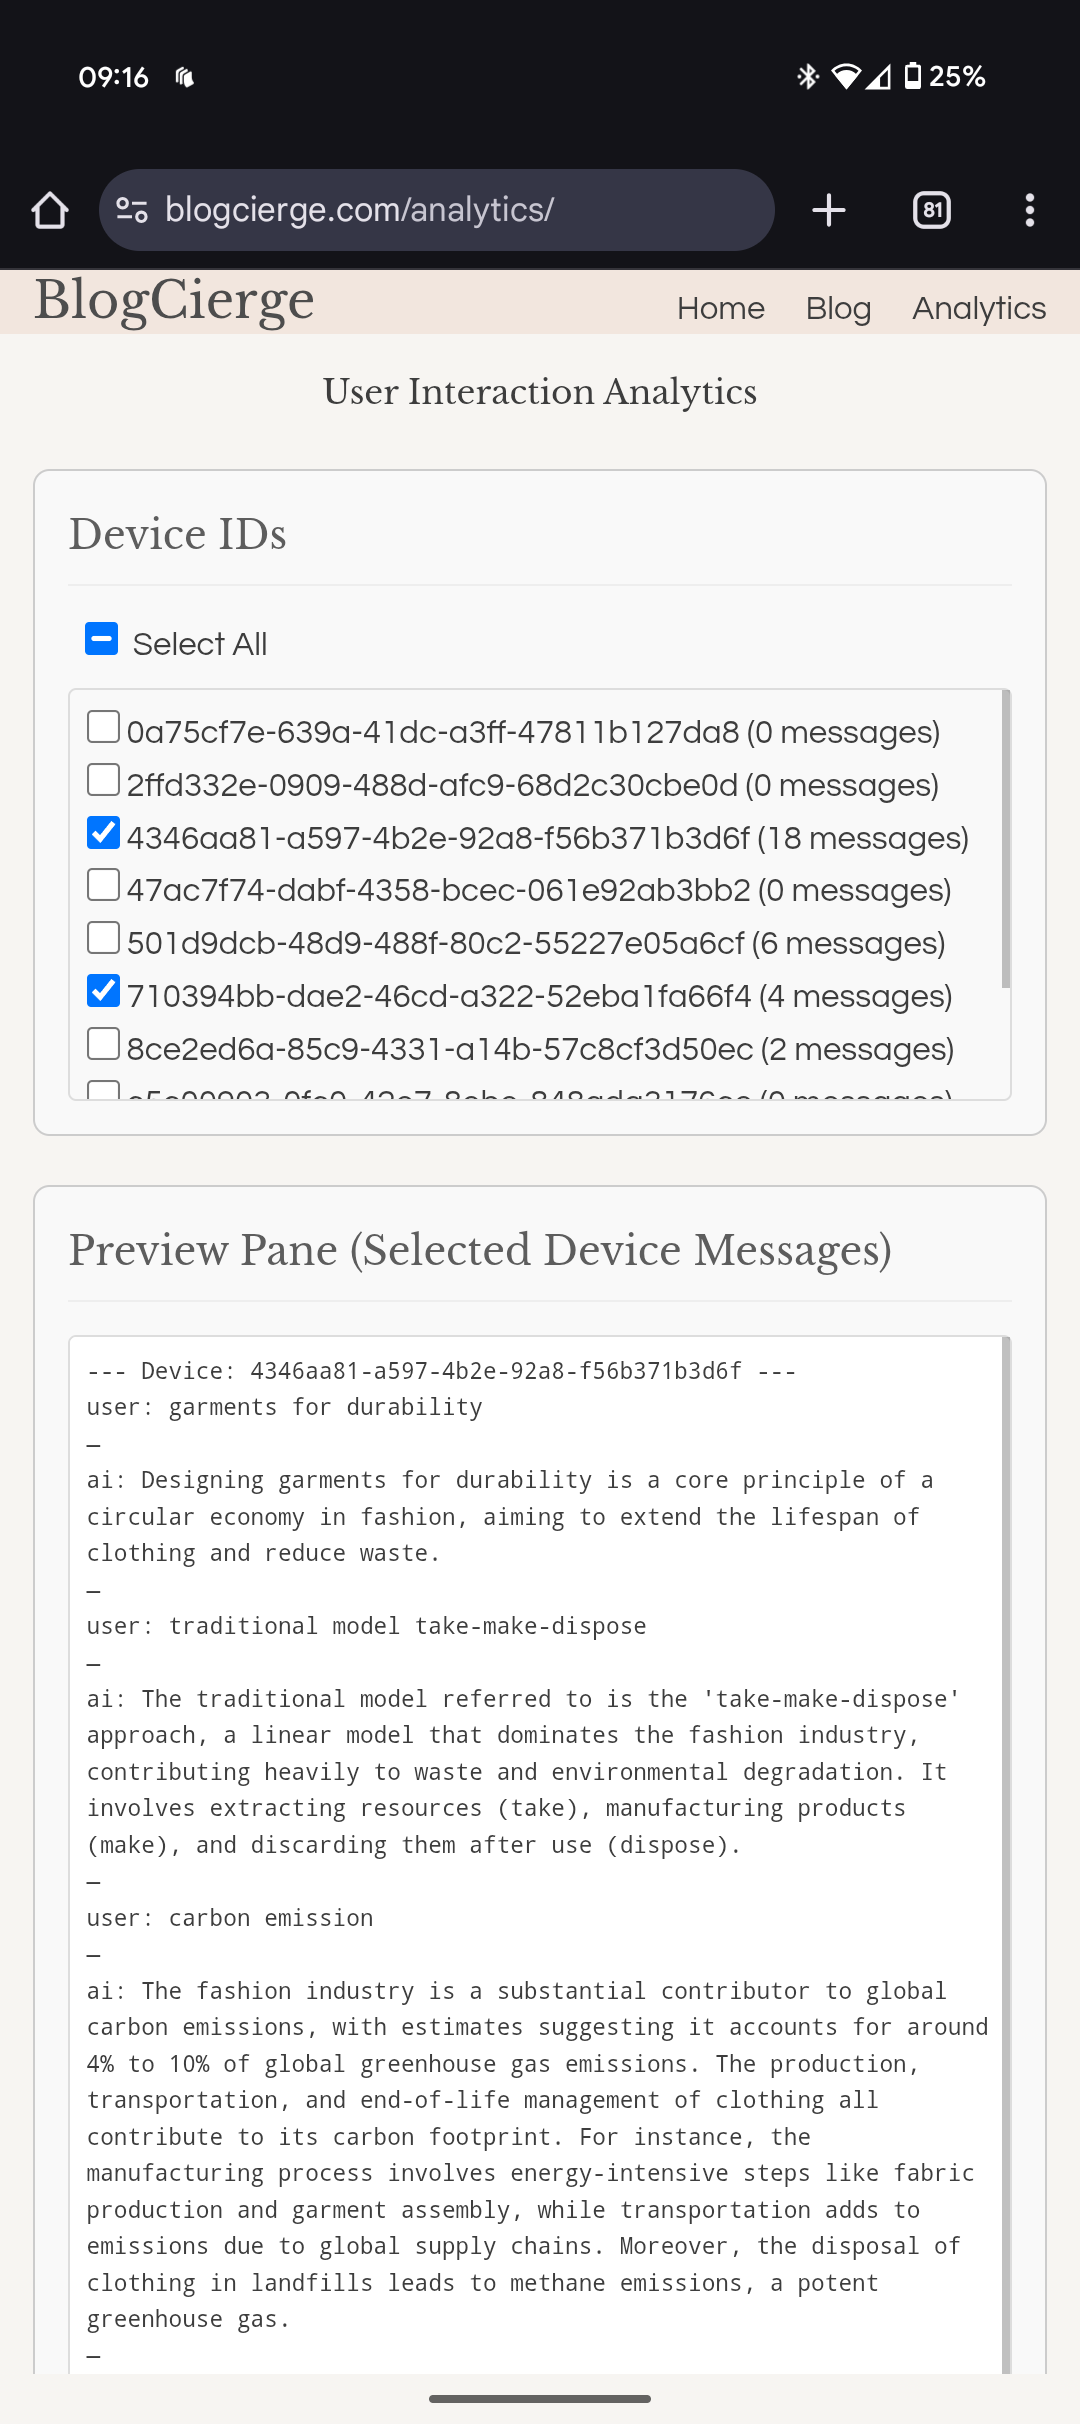 09:16
25%
blogcierge.com/analytics/
81
BlogCierge
Home Blog Analytics
User Interaction Analytics
Device IDs
Select All
0a75cf7e-639a-41dc-a3ff-47811b127da8 (0 messages)
2ffd332e-0909-488d-afc9-68d2c30cbe0d (0 messages)
4346aa81-a597-4b2e-92a8-f56b371b3d6f (18 messages)
47ac7f74-dabf-4358-bcec-061e92ab3bb2 (0 messages)
501d9dcb-48d9-488f-80c2-55227e05a6cf (6 messages)
710394bb-dae2-46cd-a322-52eba1fa66f4 (4 messages)
8ce2ed6a-85c9-4331-a14b-57c8cf3d50ec (2 messages)
Preview Pane (Selected Device Messages)
--- Device: 4346aa81-a597-4b2e-92a8-f56b371b3d6f ---
user: garments for durability
—
ai: Designing garments for durability is a core principle of a
circular economy in fashion, aiming to extend the lifespan of
clothing and reduce waste.
—
user: traditional model take-make-dispose
—
ai: The traditional model referred to is the 'take-make-dispose'
approach, a linear model that dominates the fashion industry,
contributing heavily to waste and environmental degradation. It
involves extracting resources (take), manufacturing products
(make), and discarding them after use (dispose).
—
user: carbon emission
—
ai: The fashion industry is a substantial contributor to global
carbon emissions, with estimates suggesting it accounts for around
4% to 10% of global greenhouse gas emissions. The production,
transportation, and end-of-life management of clothing all
contribute to its carbon footprint. For instance, the
manufacturing process involves energy-intensive steps like fabric
production and garment assembly, while transportation adds to
emissions due to global supply chains. Moreover, the disposal of
clothing in landfills leads to methane emissions, a potent
greenhouse gas.
—